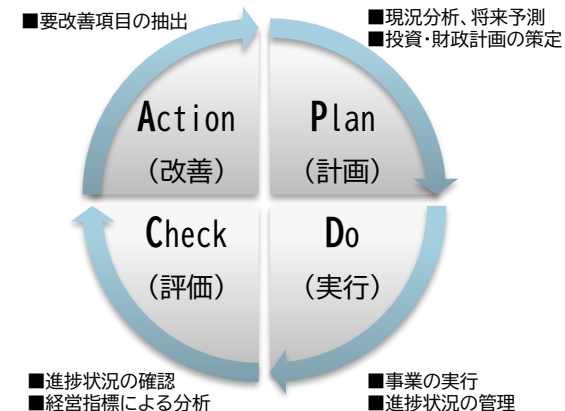 ■要改善項目の抽出
■現況分析、将来予測
■投資･財政計画の策定
Action
（改善）
Plan
（計画）
Check
（評価）
Do
（実行）
■進捗状況の確認
■経営指標による分析
■事業の実行
■進捗状況の管理